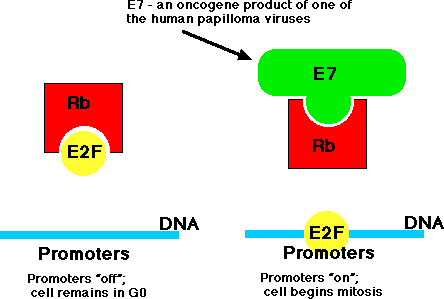 E7 - an oncogene product of one of
the human papilloma viruses
E7
Rb
E2F
Rb
DNA
Promoters
Promoters "off";
cell remains in G0
DNA
E2F
Promoters
Promoters "on";
cell begins mitosis